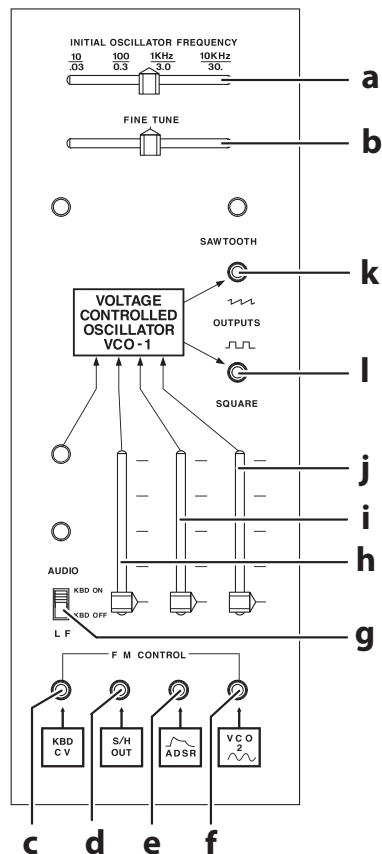 INITIAL OSCILLATOR FREQUENCY
10 100 1KHz 10KHz
.03 0.3 3.0 30.
a
FINE TUNE
b
SAWTOOTH
k
VOLTAGE
CONTROLLED
OSCILLATOR
VCO-1
OUTPUTS
l
SQUARE
j
i
h
AUDIO
KBD ON
KBD OFF
g
L F
F M CONTROL
KBD
C V
S/H
OUT
ADSR
V C O
2
c d e f